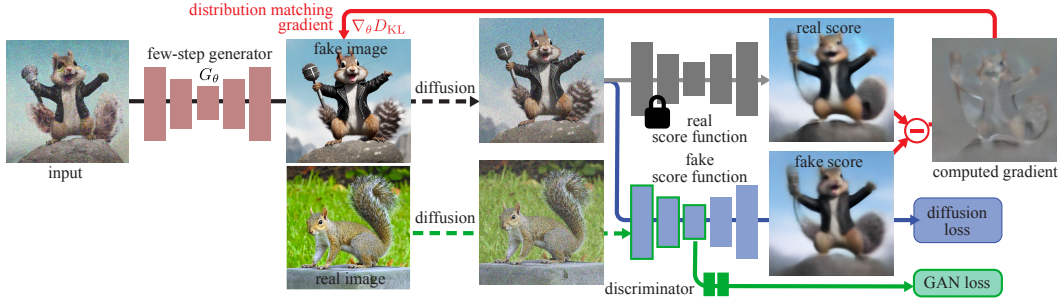 distribution matching
gradient
∇θ DKL
fake image
few-step generator
Gθ
input
diffusion
real
score function
real score
computed gradient
fake
score function
fake score
diffusion
real image
diffusion
loss
discriminator
GAN loss